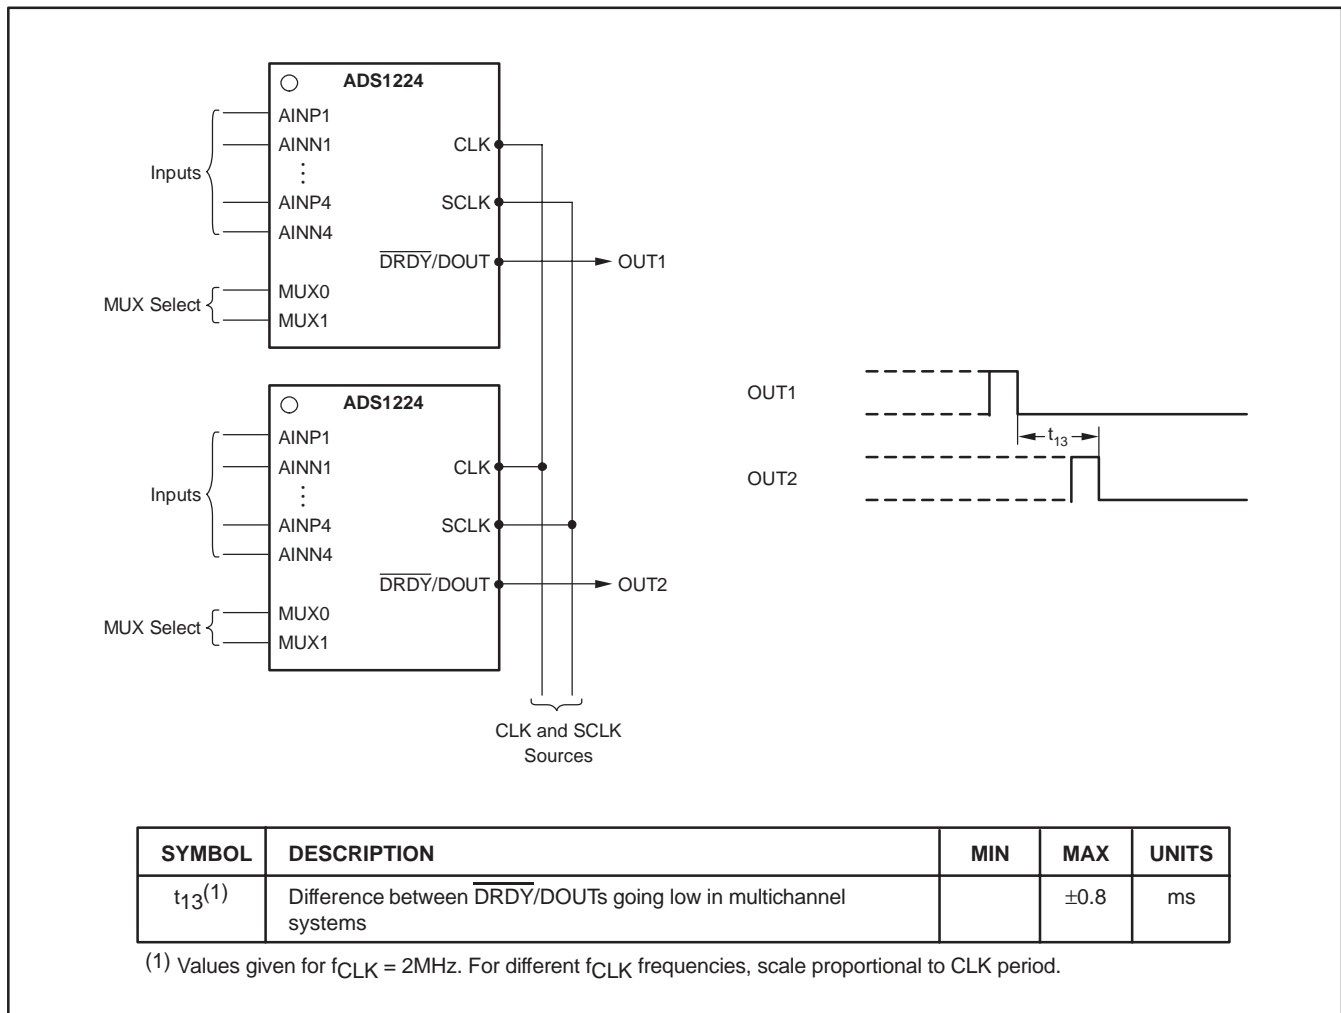 ADS1224
AINP1
AINN1
⋮
AINP4
AINN4
MUX0
MUX1
Inputs
MUX Select
CLK
SCLK
DRDY/DOUT
OUT1
ADS1224
AINP1
AINN1
⋮
AINP4
AINN4
MUX0
MUX1
Inputs
MUX Select
CLK
SCLK
DRDY/DOUT
OUT2
CLK and SCLK
Sources
OUT1
t13
OUT2
SYMBOL DESCRIPTION MIN MAX UNITS
t13(1) Difference between DRDY/DOUTs going low in multichannel ±0.8 ms
systems
(1) Values given for fCLK = 2MHz. For different fCLK frequencies, scale proportional to CLK period.